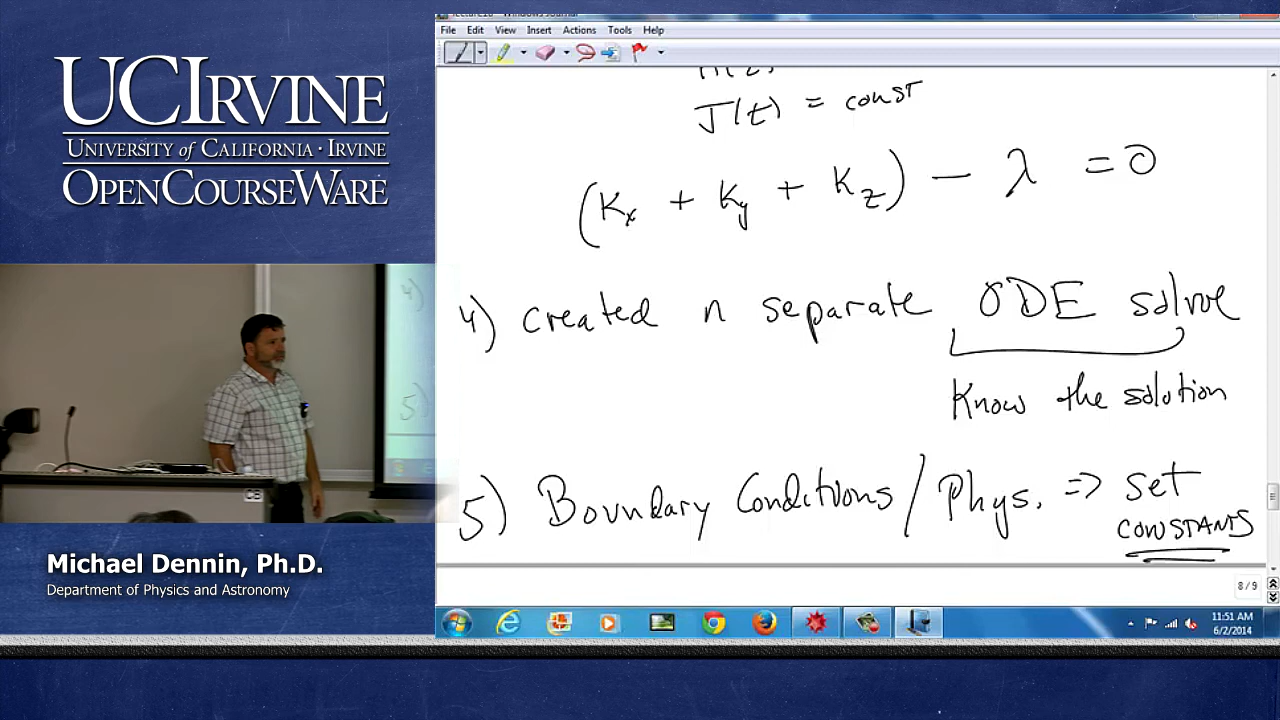 UCIRVINE
UNIVERSITY of CALIFORNIA · IRVINE
OPENCOURSEWARE
Michael Dennin, Ph.D.
Department of Physics and Astronomy
File Edit View Insert Actions Tools Help
J(t) = const
(Kx + Ky + Kz) − λ = 0
4) created n separate ODE solve
Know the solution
5) Boundary Conditions / Phys. => set
CONSTANTS
8 / 9
11:51 AM
6/2/2014
4)
5)